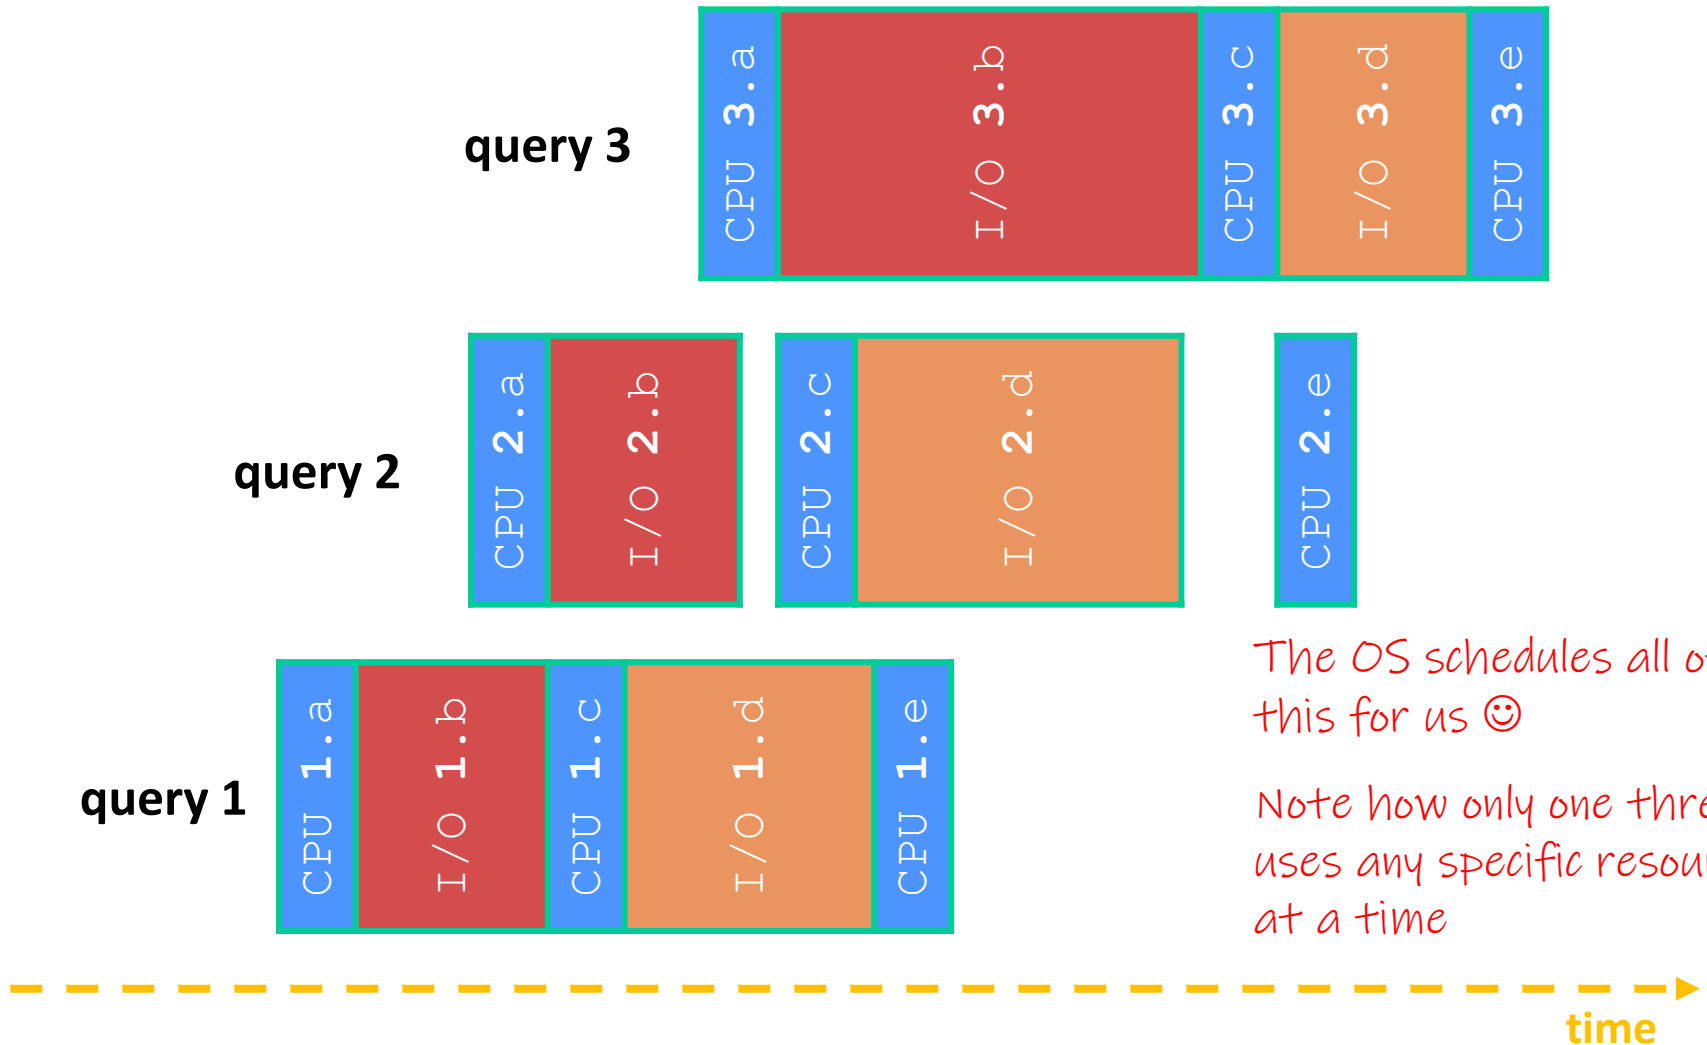 query 3
CPU 3.a
I/O 3.b
CPU 3.c
I/O 3.d
CPU 3.e
query 2
CPU 2.a
I/O 2.b
CPU 2.c
I/O 2.d
CPU 2.e
query 1
CPU 1.a
I/O 1.b
CPU 1.c
I/O 1.d
CPU 1.e
The OS schedules all
this for us ☺
Note how only one
uses any specific
at a time
time